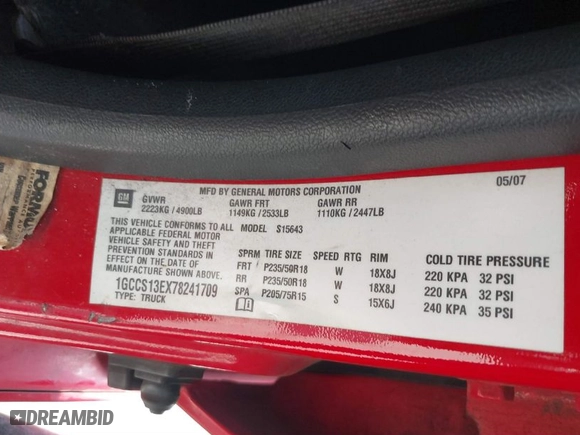 MFD BY GENERAL MOTORS CORPORATION
05/07
GM
GVWR GAWR FRT GAWR RR
2223KG / 4900LB 1149KG / 2533LB 1110KG / 2447LB
THIS VEHICLE CONFORMS TO ALL MODEL S15643
APPLICABLE FEDERAL MOTOR
VEHICLE SAFETY AND THEFT
PREVENTION STANDARDS IN
EFFECT ON THE DATE OF
MANUFACTURE SHOWN ABOVE.
1GCCS13EX78241709
TYPE: TRUCK
SPRM TIRE SIZE SPEED RTG RIM COLD TIRE PRESSURE
FRT P235/50R18 W 18X8J 220 KPA 32 PSI
RR P235/50R18 W 18X8J 220 KPA 32 PSI
SPA P205/75R15 S 15X6J 240 KPA 35 PSI
DREAMBID